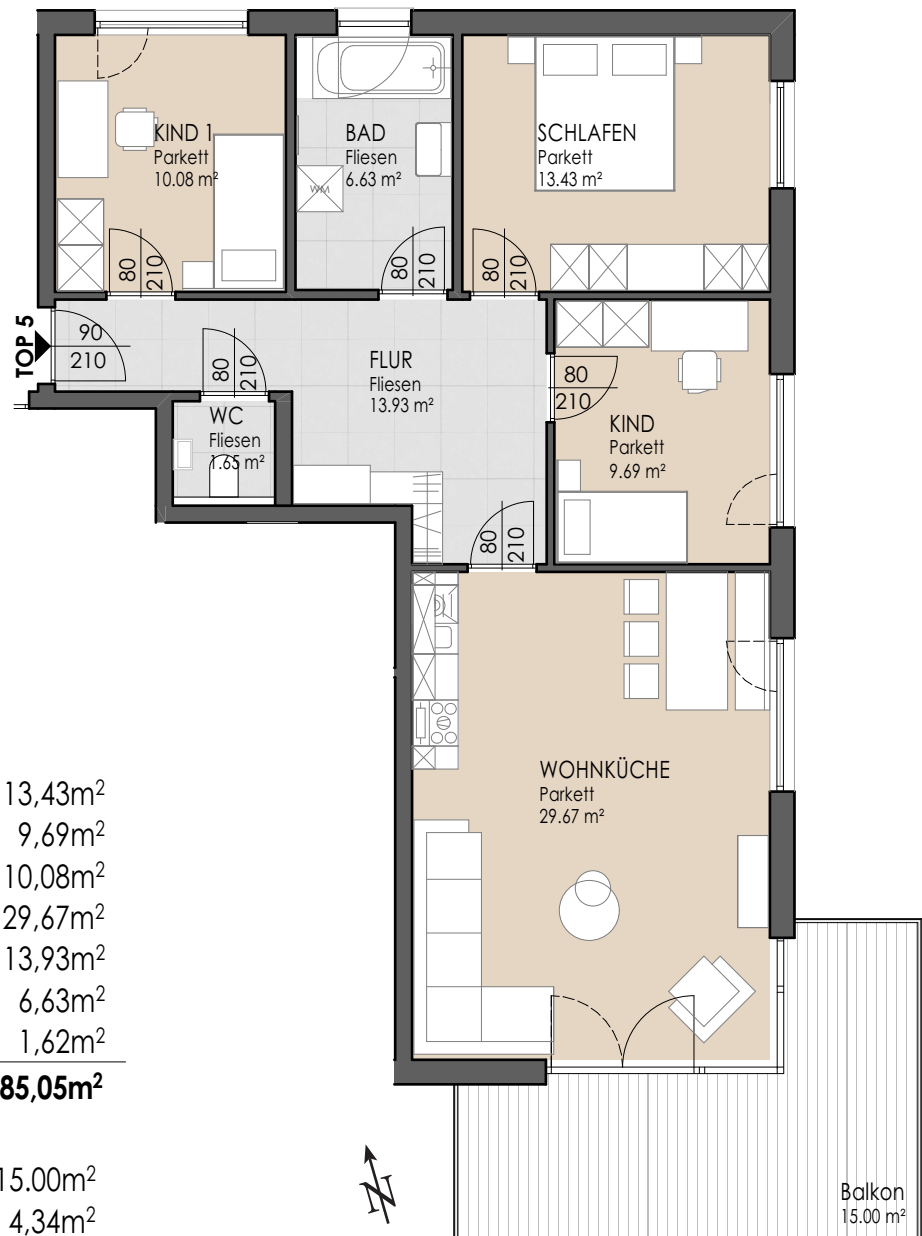 KIND 1
Parkett
10.08 m²
BAD
Fliesen
6.63 m²
WM
SCHLAFEN
Parkett
13.43 m²
80
210
80
210
80
210
TOP 5
90
210
80
210
FLUR
Fliesen
13.93 m²
80
210
WC
Fliesen
1.65 m²
KIND
Parkett
9.69 m²
80
210
WOHNKÜCHE
Parkett
29.67 m²
13,43m²
9,69m²
10,08m²
29,67m²
13,93m²
6,63m²
1,62m²
85,05m²
15.00m²
4,34m²
N
Balkon
15.00 m²